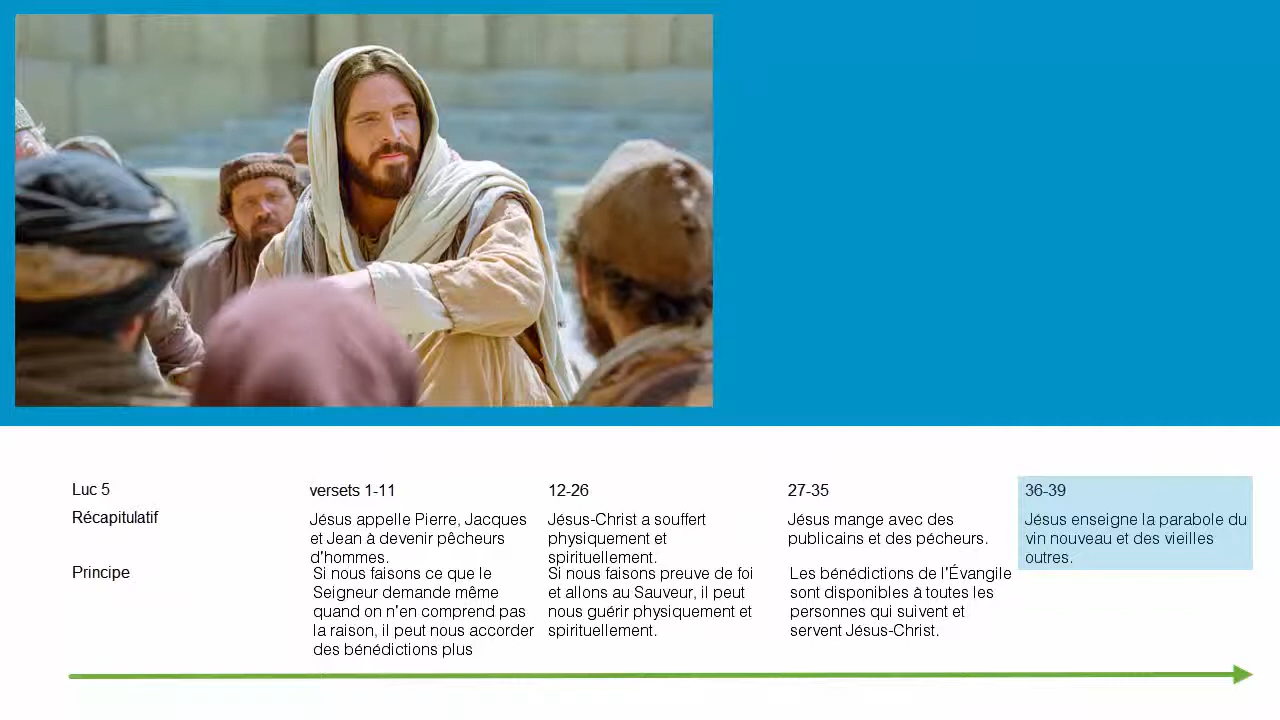 Luc 5
versets 1-11
12-26
27-35
36-39
Récapitulatif
Jésus appelle Pierre, Jacques
et Jean à devenir pêcheurs
d'hommes.
Jésus-Christ a souffert
physiquement et
spirituellement.
Jésus mange avec des
publicains et des pécheurs.
Jésus enseigne la parabole du
vin nouveau et des vieilles
outres.
Principe
Si nous faisons ce que le
Seigneur demande même
quand on n'en comprend pas
la raison, il peut nous accorder
des bénédictions plus
Si nous faisons preuve de foi
et allons au Sauveur, il peut
nous guérir physiquement et
spirituellement.
Les bénédictions de l'Évangile
sont disponibles à toutes les
personnes qui suivent et
servent Jésus-Christ.